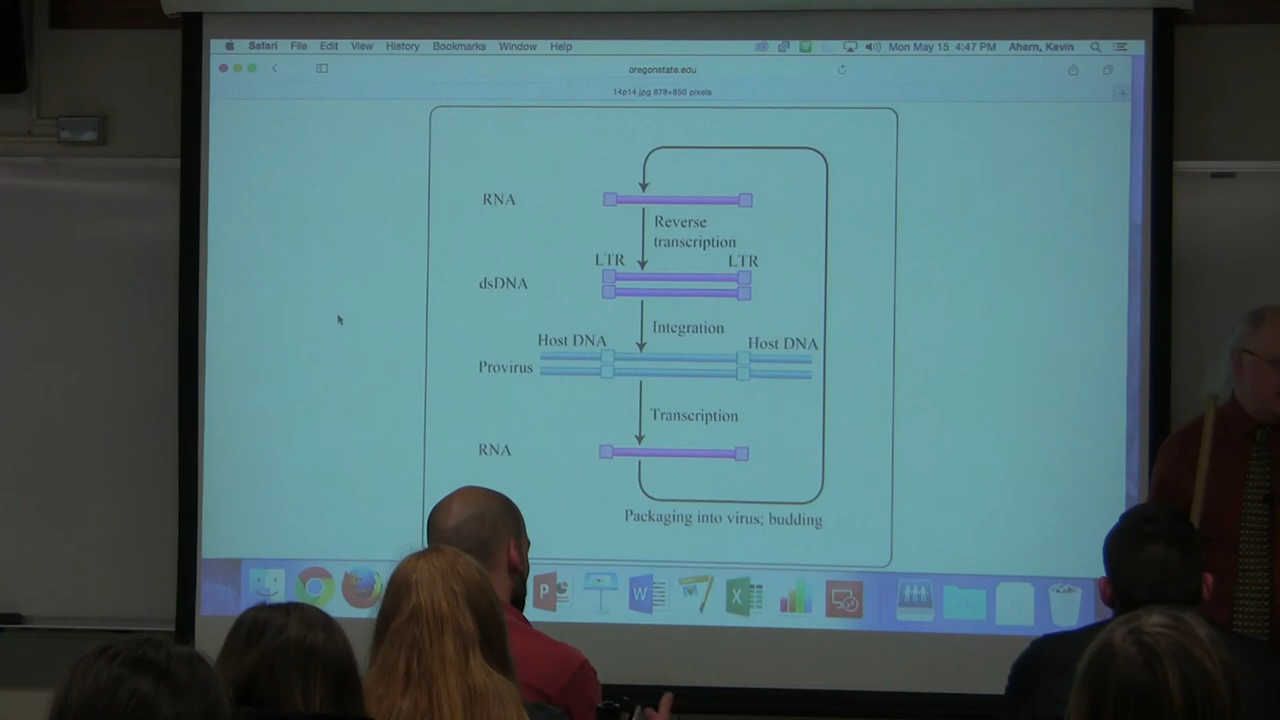 Safari File Edit View History Bookmarks Window Help Mon May 15 4:47 PM Ahern, Kevin
oregonstate.edu
14p14.jpg 878×850 pixels
RNA
Reverse
transcription
LTR LTR
dsDNA
Integration
Host DNA Host DNA
Provirus
Transcription
RNA
Packaging into virus; budding
P W X